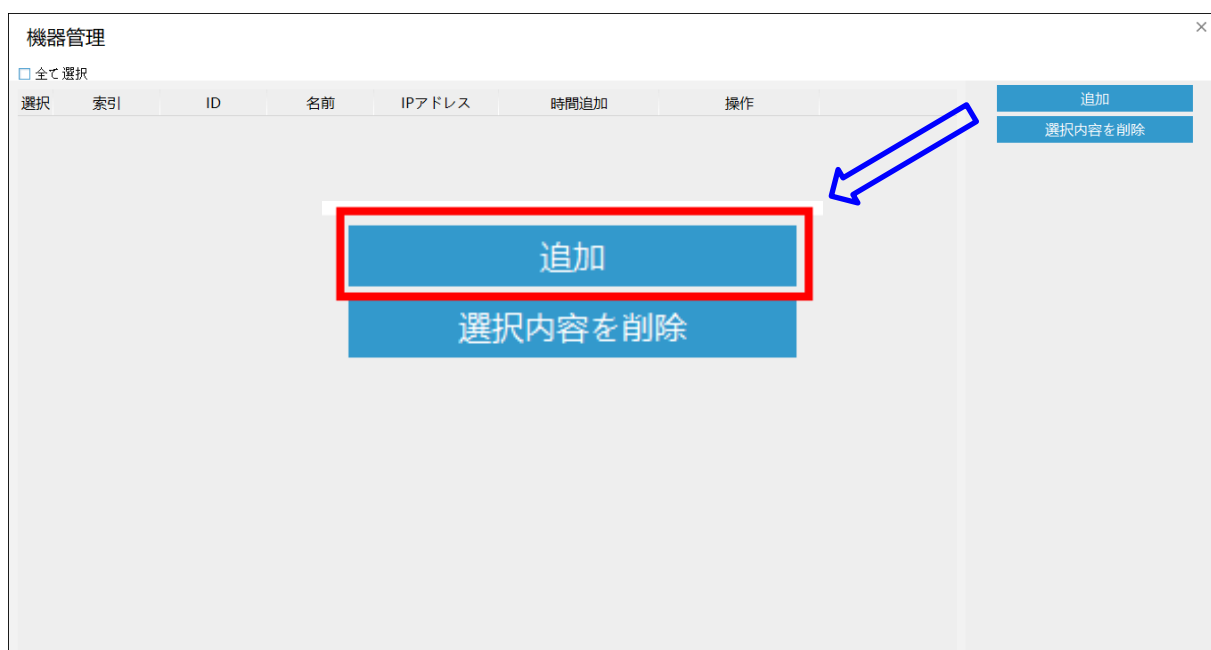 機器管理
×
全て選択
選択 索引 ID 名前 IPアドレス 時間追加 操作
追加
選択内容を削除
追加
選択内容を削除